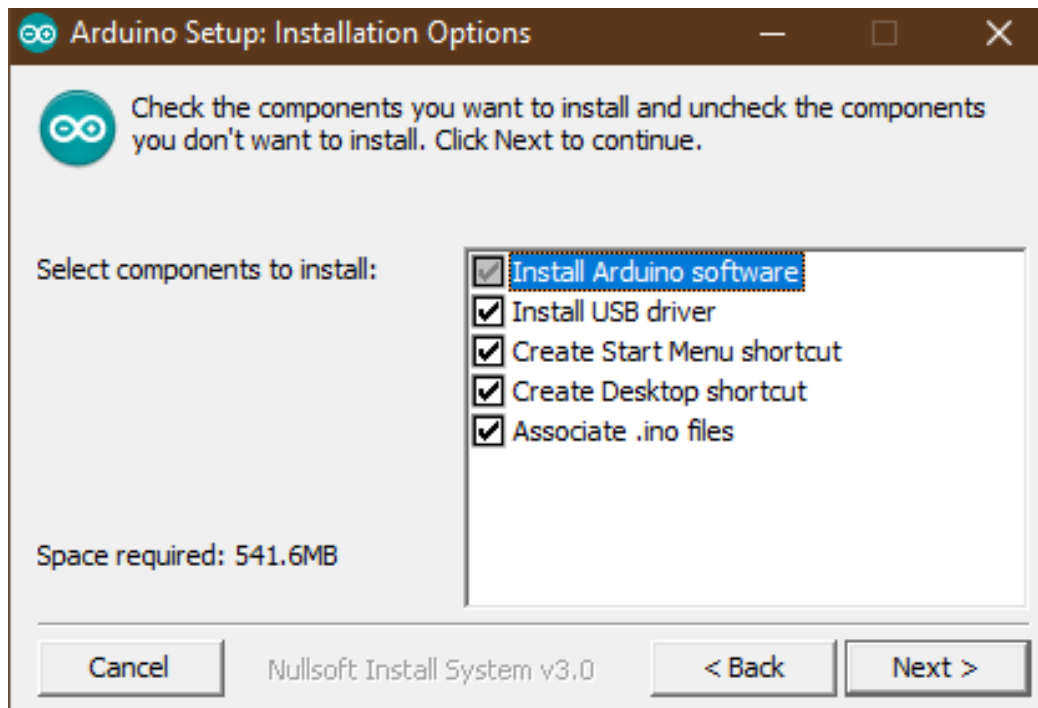 Arduino Setup: Installation Options
Check the components you want to install and uncheck the components
you don't want to install. Click Next to continue.
Select components to install:
Install Arduino software
Install USB driver
Create Start Menu shortcut
Create Desktop shortcut
Associate .ino files
Space required: 541.6MB
Cancel
Nullsoft Install System v3.0
< Back
Next >